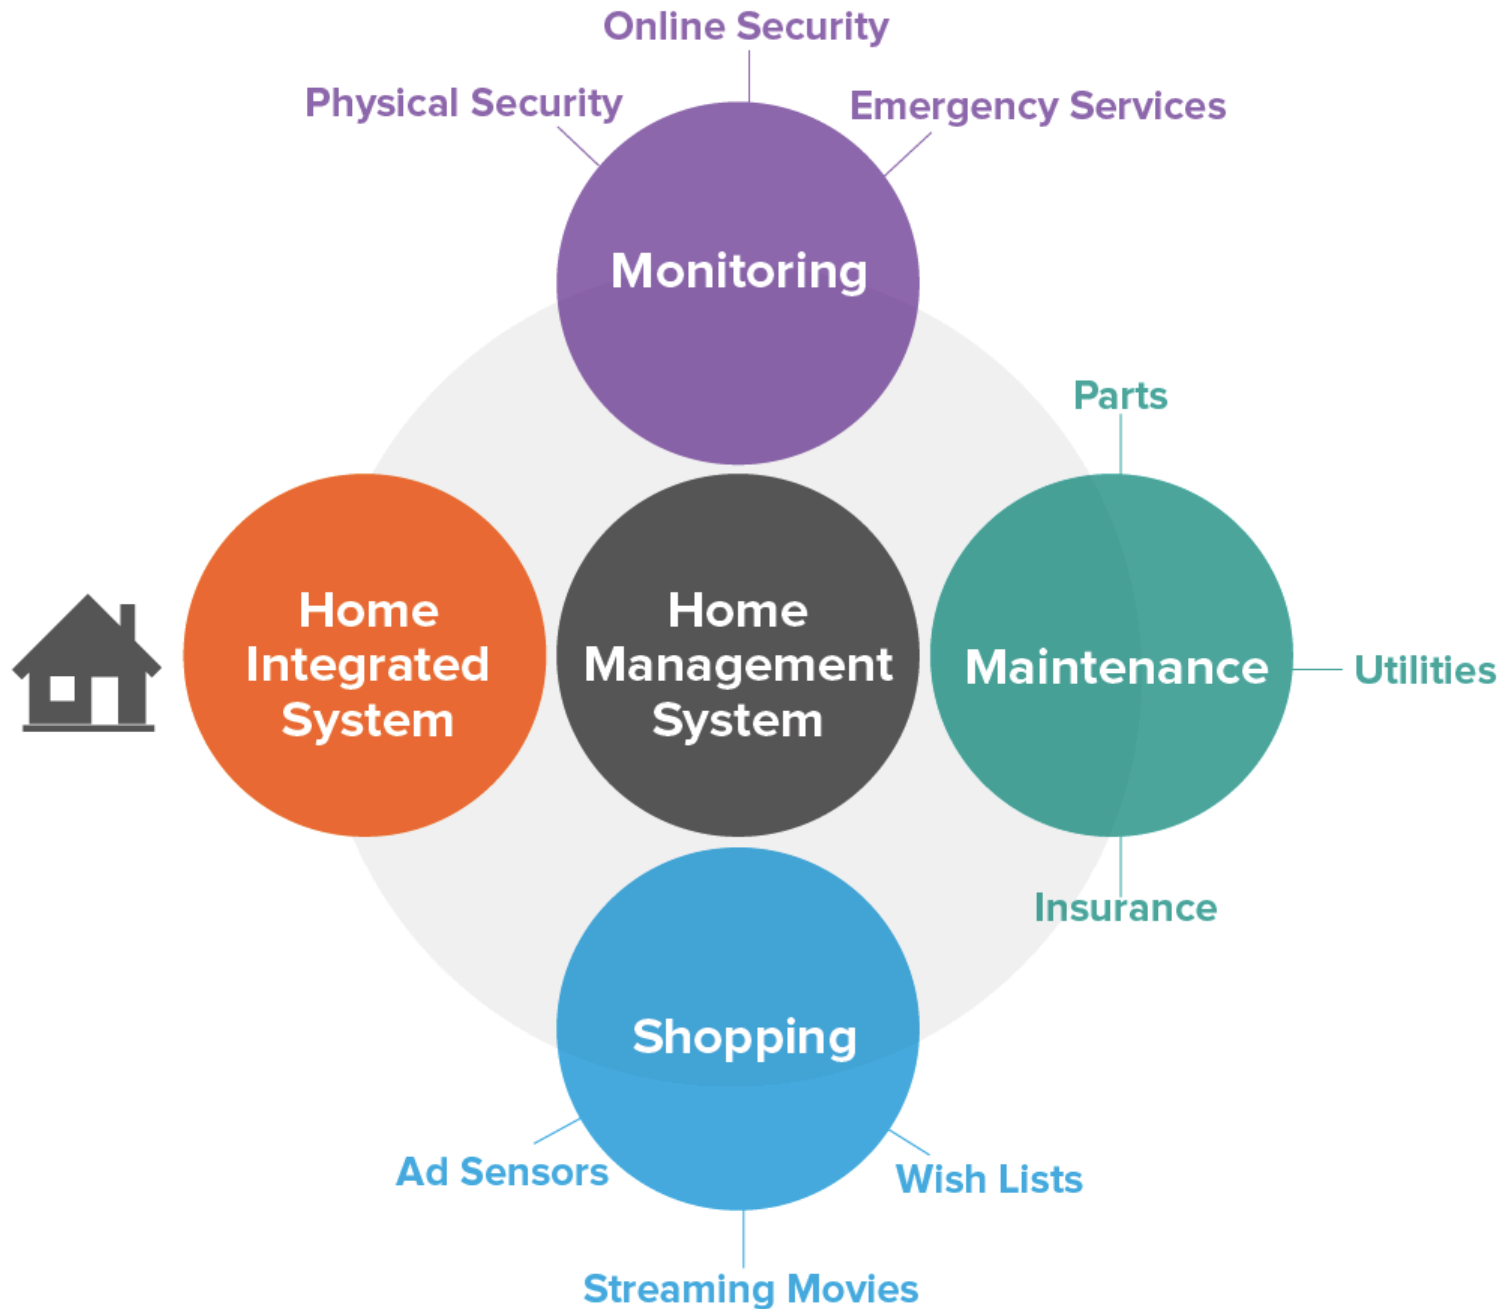 Online Security
Physical Security
Emergency Services
Monitoring
Parts
Home
Integrated
System
Home
Management
System
Maintenance
Utilities
Insurance
Shopping
Ad Sensors
Wish Lists
Streaming Movies